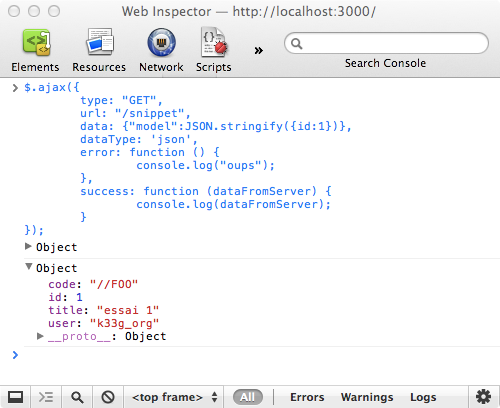 Web Inspector — http://localhost:3000/
Elements Resources Network Scripts » Search Console
> $.ajax({
type: "GET",
url: "/snippet",
data: {"model":JSON.stringify({id:1})},
dataType: 'json',
error: function () {
console.log("oups");
},
success: function (dataFromServer) {
console.log(dataFromServer);
}
});
▶ Object
▼ Object
code: "//FOO"
id: 1
title: "essai 1"
user: "k33g_org"
▶ __proto__: Object
>
<top frame> All Errors Warnings Logs